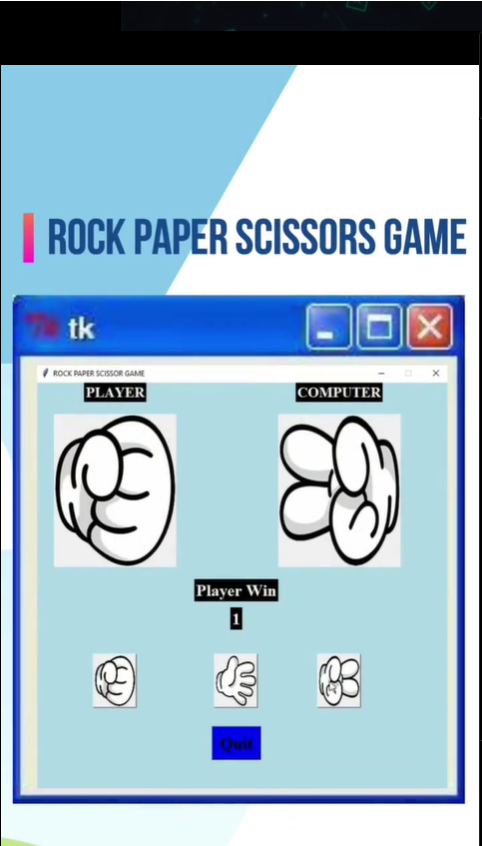 ROCK PAPER SCISSORS GAME
tk
ROCK PAPER SCISSOR GAME
PLAYER
COMPUTER
Player Win
1
Quit